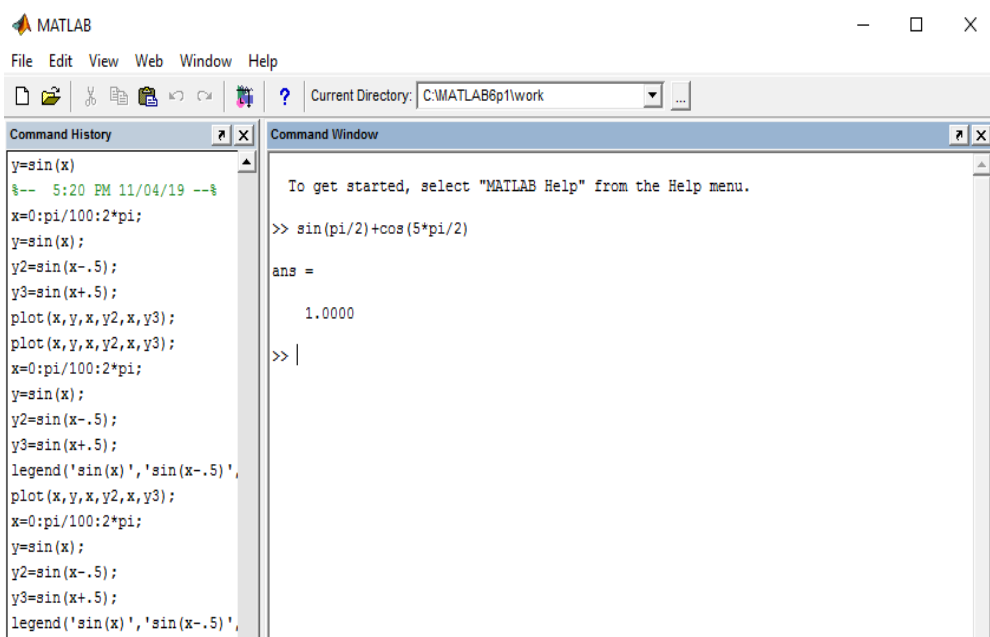 MATLAB
File Edit View Web Window Help
? Current Directory: C:\MATLAB6p1\work ...
Command History
y=sin(x)
%-- 5:20 PM 11/04/19 --%
x=0:pi/100:2*pi;
y=sin(x);
y2=sin(x-.5);
y3=sin(x+.5);
plot(x,y,x,y2,x,y3);
plot(x,y,x,y2,x,y3);
x=0:pi/100:2*pi;
y=sin(x);
y2=sin(x-.5);
y3=sin(x+.5);
legend('sin(x)','sin(x-.5)',
plot(x,y,x,y2,x,y3);
x=0:pi/100:2*pi;
y=sin(x);
y2=sin(x-.5);
y3=sin(x+.5);
legend('sin(x)','sin(x-.5)',
Command Window
To get started, select "MATLAB Help" from the Help menu.
>> sin(pi/2)+cos(5*pi/2)
ans =
1.0000
>>